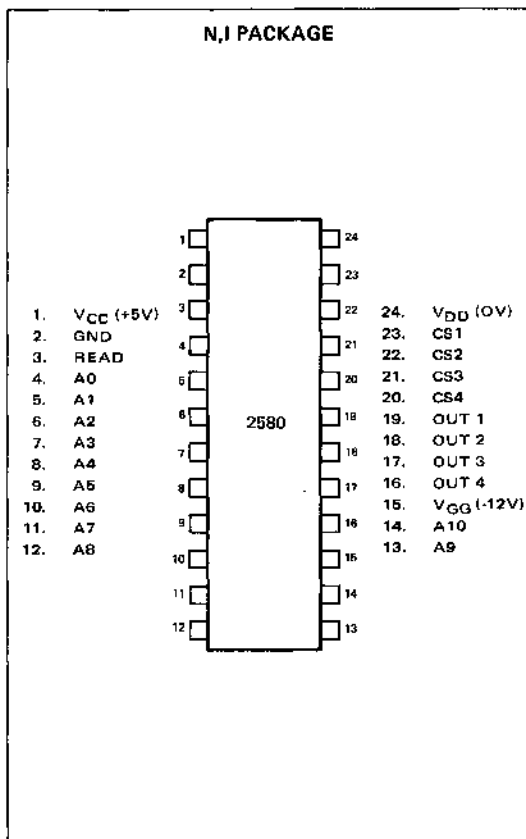 N,I PACKAGE
1. VCC (+5V)
2. GND
3. READ
4. A0
5. A1
6. A2
7. A3
8. A4
9. A5
10. A6
11. A7
12. A8
1
2
3
4
5
6
7
8
9
10
11
12
2580
24
23
22
21
20
19
18
17
16
15
14
13
24. VDD (0V)
23. CS1
22. CS2
21. CS3
20. CS4
19. OUT 1
18. OUT 2
17. OUT 3
16. OUT 4
15. VGG (-12V)
14. A10
13. A9